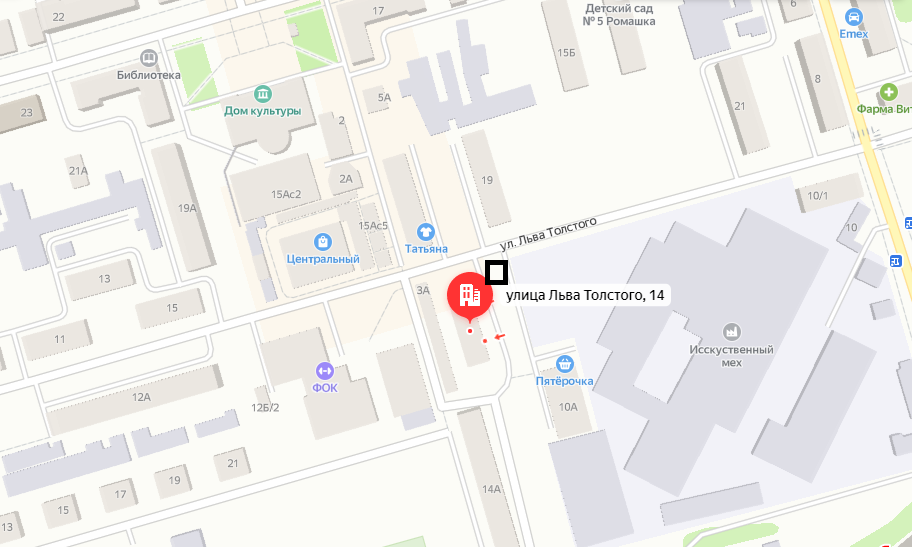 22
17
Детский сад
№ 5 Ромашка
Emex
15Б
Библиотека
8
5А
Дом культуры
21
Фарма Вит
23
2
21А
19
2А
15Ас2
10/1
19А
15Ас5
ул. Льва Толстого
10
Татьяна
Центральный
13
3А
улица Льва Толстого, 14
15
11
Исскуственный
мех
ФОК
Пятёрочка
12А
12Б/2
10А
21
19
14А
17
15
13